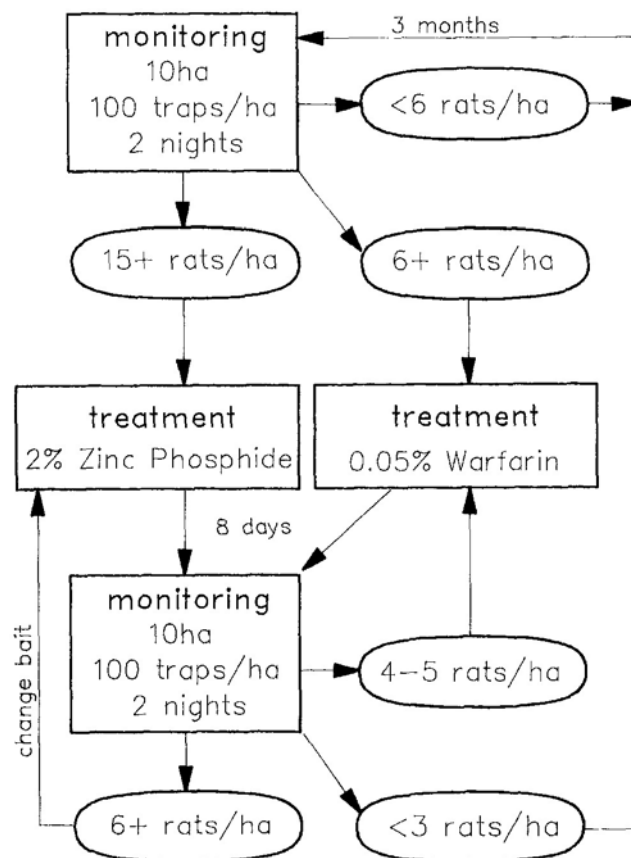 3 months
monitoring
10ha
100 traps/ha
2 nights
<6 rats/ha
15+ rats/ha
6+ rats/ha
treatment
2% Zinc Phosphide
treatment
0.05% Warfarin
8 days
change bait
monitoring
10ha
100 traps/ha
2 nights
4-5 rats/ha
6+ rats/ha
<3 rats/ha